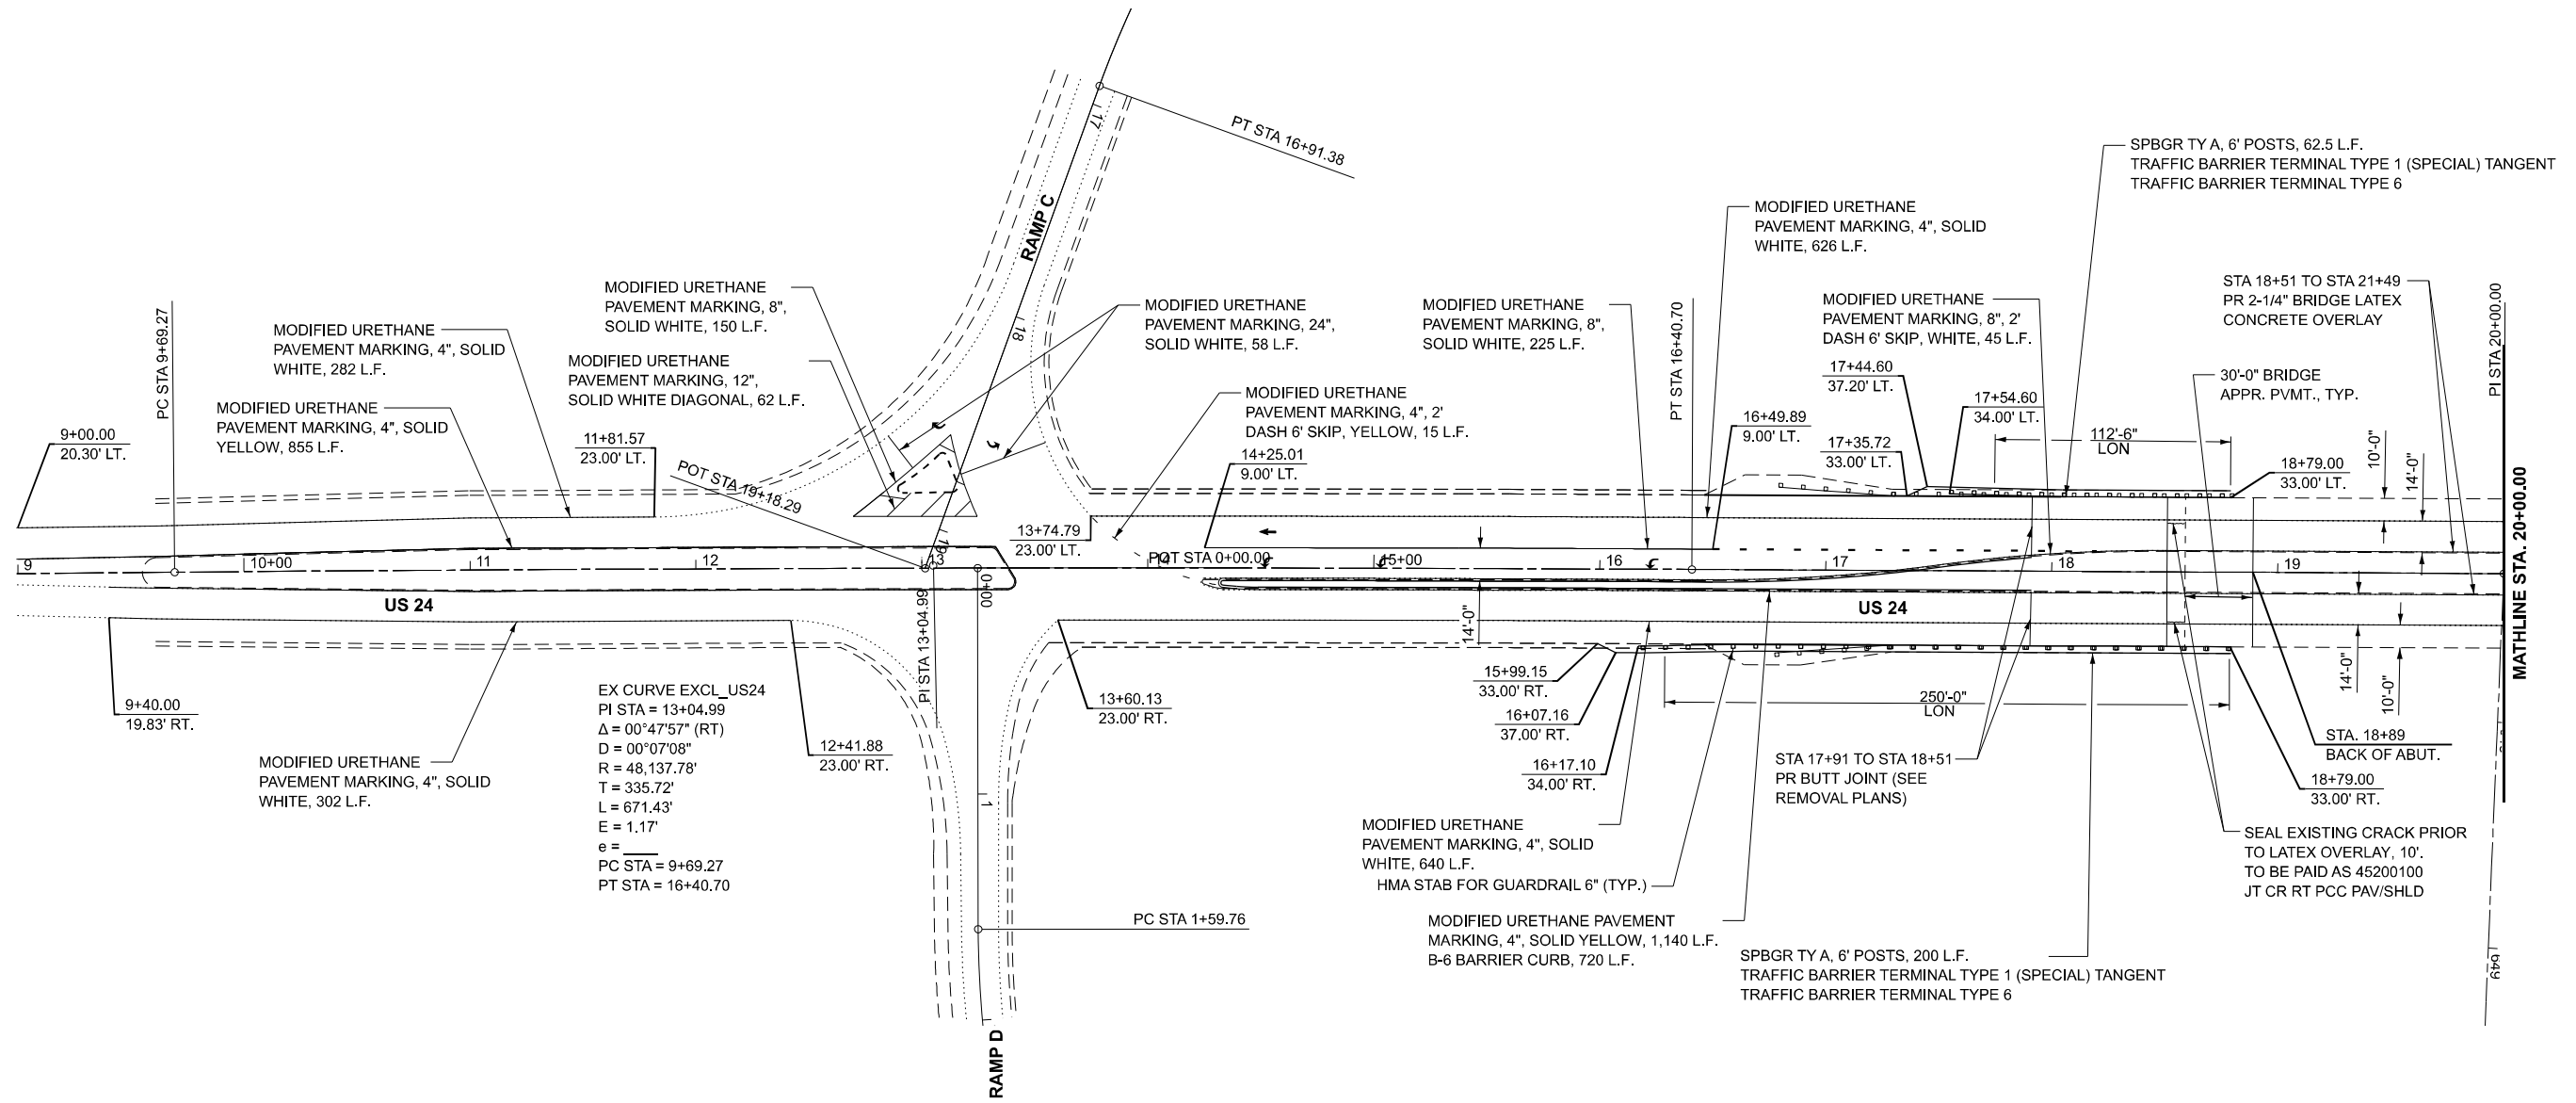 PT STA 16+91.38
17
RAMP C
18
19
SPBGR TY A, 6' POSTS, 62.5 L.F.
TRAFFIC BARRIER TERMINAL TYPE 1 (SPECIAL) TANGENT
TRAFFIC BARRIER TERMINAL TYPE 6
MODIFIED URETHANE
PAVEMENT MARKING, 4", SOLID
WHITE, 626 L.F.
MODIFIED URETHANE
PAVEMENT MARKING, 8",
SOLID WHITE, 150 L.F.
MODIFIED URETHANE
PAVEMENT MARKING, 24",
SOLID WHITE, 58 L.F.
MODIFIED URETHANE
PAVEMENT MARKING, 8",
SOLID WHITE, 225 L.F.
MODIFIED URETHANE
PAVEMENT MARKING, 8", 2'
DASH 6' SKIP, WHITE, 45 L.F.
STA 18+51 TO STA 21+49
PR 2-1/4" BRIDGE LATEX
CONCRETE OVERLAY
PI STA 20+00.00
PC STA 9+69.27
MODIFIED URETHANE
PAVEMENT MARKING, 4", SOLID
WHITE, 282 L.F.
MODIFIED URETHANE
PAVEMENT MARKING, 12",
SOLID WHITE DIAGONAL, 62 L.F.
MODIFIED URETHANE
PAVEMENT MARKING, 4", 2'
DASH 6' SKIP, YELLOW, 15 L.F.
PT STA 16+40.70
17+44.60
37.20' LT.
17+54.60
34.00' LT.
30'-0" BRIDGE
APPR. PVMT., TYP.
MODIFIED URETHANE
PAVEMENT MARKING, 4", SOLID
YELLOW, 855 L.F.
9+00.00
20.30' LT.
11+81.57
23.00' LT.
POT STA 19+18.29
14+25.01
9.00' LT.
16+49.89
9.00' LT.
17+35.72
33.00' LT.
112'-6"
LON
10'-0"
14'-0"
18+79.00
33.00' LT.
13+74.79
23.00' LT.
POT STA 0+00.00
9
10+00
11
12
13
14
15+00
16
17
18
19
0+00
US 24
US 24
MATHLINE STA. 20+00.00
PI STA 13+04.99
14'-0"
9+40.00
19.83' RT.
12+41.88
23.00' RT.
13+60.13
23.00' RT.
15+99.15
33.00' RT.
16+07.16
37.00' RT.
16+17.10
34.00' RT.
250'-0"
LON
14'-0"
10'-0"
STA. 18+89
BACK OF ABUT.
18+79.00
33.00' RT.
EX CURVE EXCL_US24
PI STA = 13+04.99
Δ = 00°47'57" (RT)
D = 00°07'08"
R = 48,137.78'
T = 335.72'
L = 671.43'
E = 1.17'
e = ____
PC STA = 9+69.27
PT STA = 16+40.70
MODIFIED URETHANE
PAVEMENT MARKING, 4", SOLID
WHITE, 302 L.F.
STA 17+91 TO STA 18+51
PR BUTT JOINT (SEE
REMOVAL PLANS)
1
MODIFIED URETHANE
PAVEMENT MARKING, 4", SOLID
WHITE, 640 L.F.
HMA STAB FOR GUARDRAIL 6" (TYP.)
SEAL EXISTING CRACK PRIOR
TO LATEX OVERLAY, 10'.
TO BE PAID AS 45200100
JT CR RT PCC PAV/SHLD
PC STA 1+59.76
MODIFIED URETHANE PAVEMENT
MARKING, 4", SOLID YELLOW, 1,140 L.F.
B-6 BARRIER CURB, 720 L.F.
SPBGR TY A, 6' POSTS, 200 L.F.
TRAFFIC BARRIER TERMINAL TYPE 1 (SPECIAL) TANGENT
TRAFFIC BARRIER TERMINAL TYPE 6
649
RAMP D